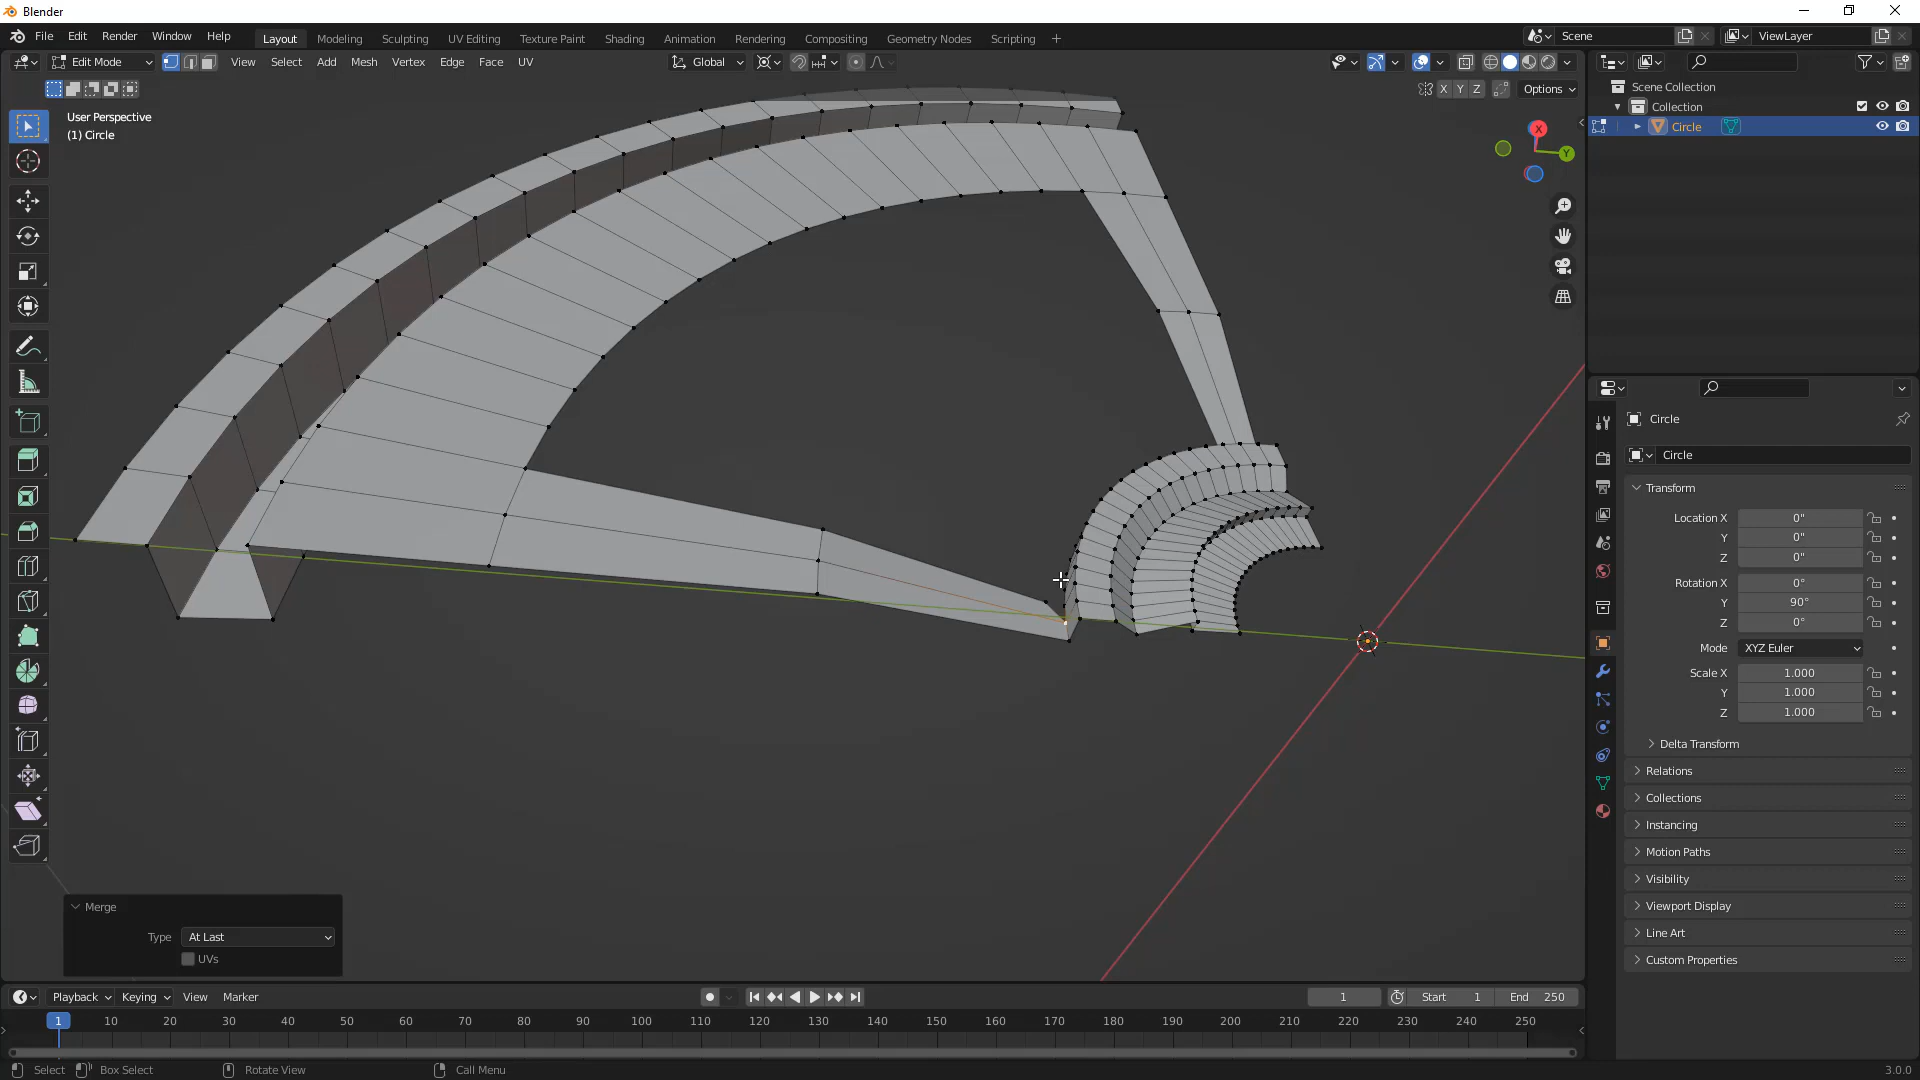 Blender
File Edit Render Window Help
Layout Modeling Sculpting UV Editing Texture Paint Shading Animation Rendering Compositing Geometry Nodes Scripting +
Scene
ViewLayer
Edit Mode
View Select Add Mesh Vertex Edge Face UV
Global
X Y Z
Options
User Perspective
(1) Circle
X
Y
Scene Collection
Collection
Circle
Circle
Circle
Transform
Location X 0"
Y 0"
Z 0"
Rotation X 0°
Y 90°
Z 0°
Mode XYZ Euler
Scale X 1.000
Y 1.000
Z 1.000
Delta Transform
Relations
Collections
Instancing
Motion Paths
Visibility
Viewport Display
Line Art
Custom Properties
Merge
Type At Last
UVs
Playback Keying View Marker
1
Start 1
End 250
1 10 20 30 40 50 60 70 80 90 100 110 120 130 140 150 160 170 180 190 200 210 220 230 240 250
Select Box Select Rotate View Call Menu
3.0.0